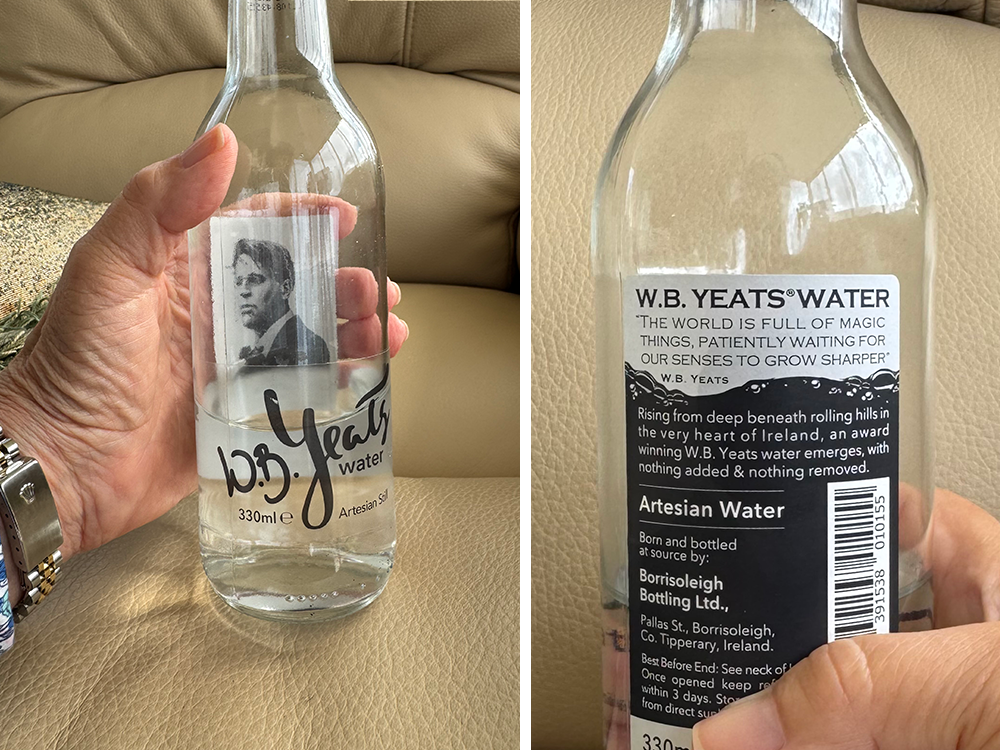 W.B. Yeats
water
330ml ℮
Artesian Still
W.B. YEATS® WATER
"THE WORLD IS FULL OF MAGIC
THINGS, PATIENTLY WAITING FOR
OUR SENSES TO GROW SHARPER"
W.B. YEATS
Rising from deep beneath rolling hills in
the very heart of Ireland, an award
winning W.B. Yeats water emerges, with
nothing added & nothing removed.
Artesian Water
Born and bottled
at source by:
Borrisoleigh
Bottling Ltd.,
Pallas St., Borrisoleigh,
Co. Tipperary, Ireland.
Best Before End: See neck of
Once opened keep
within 3 days.
from direct
330m
391538 010155